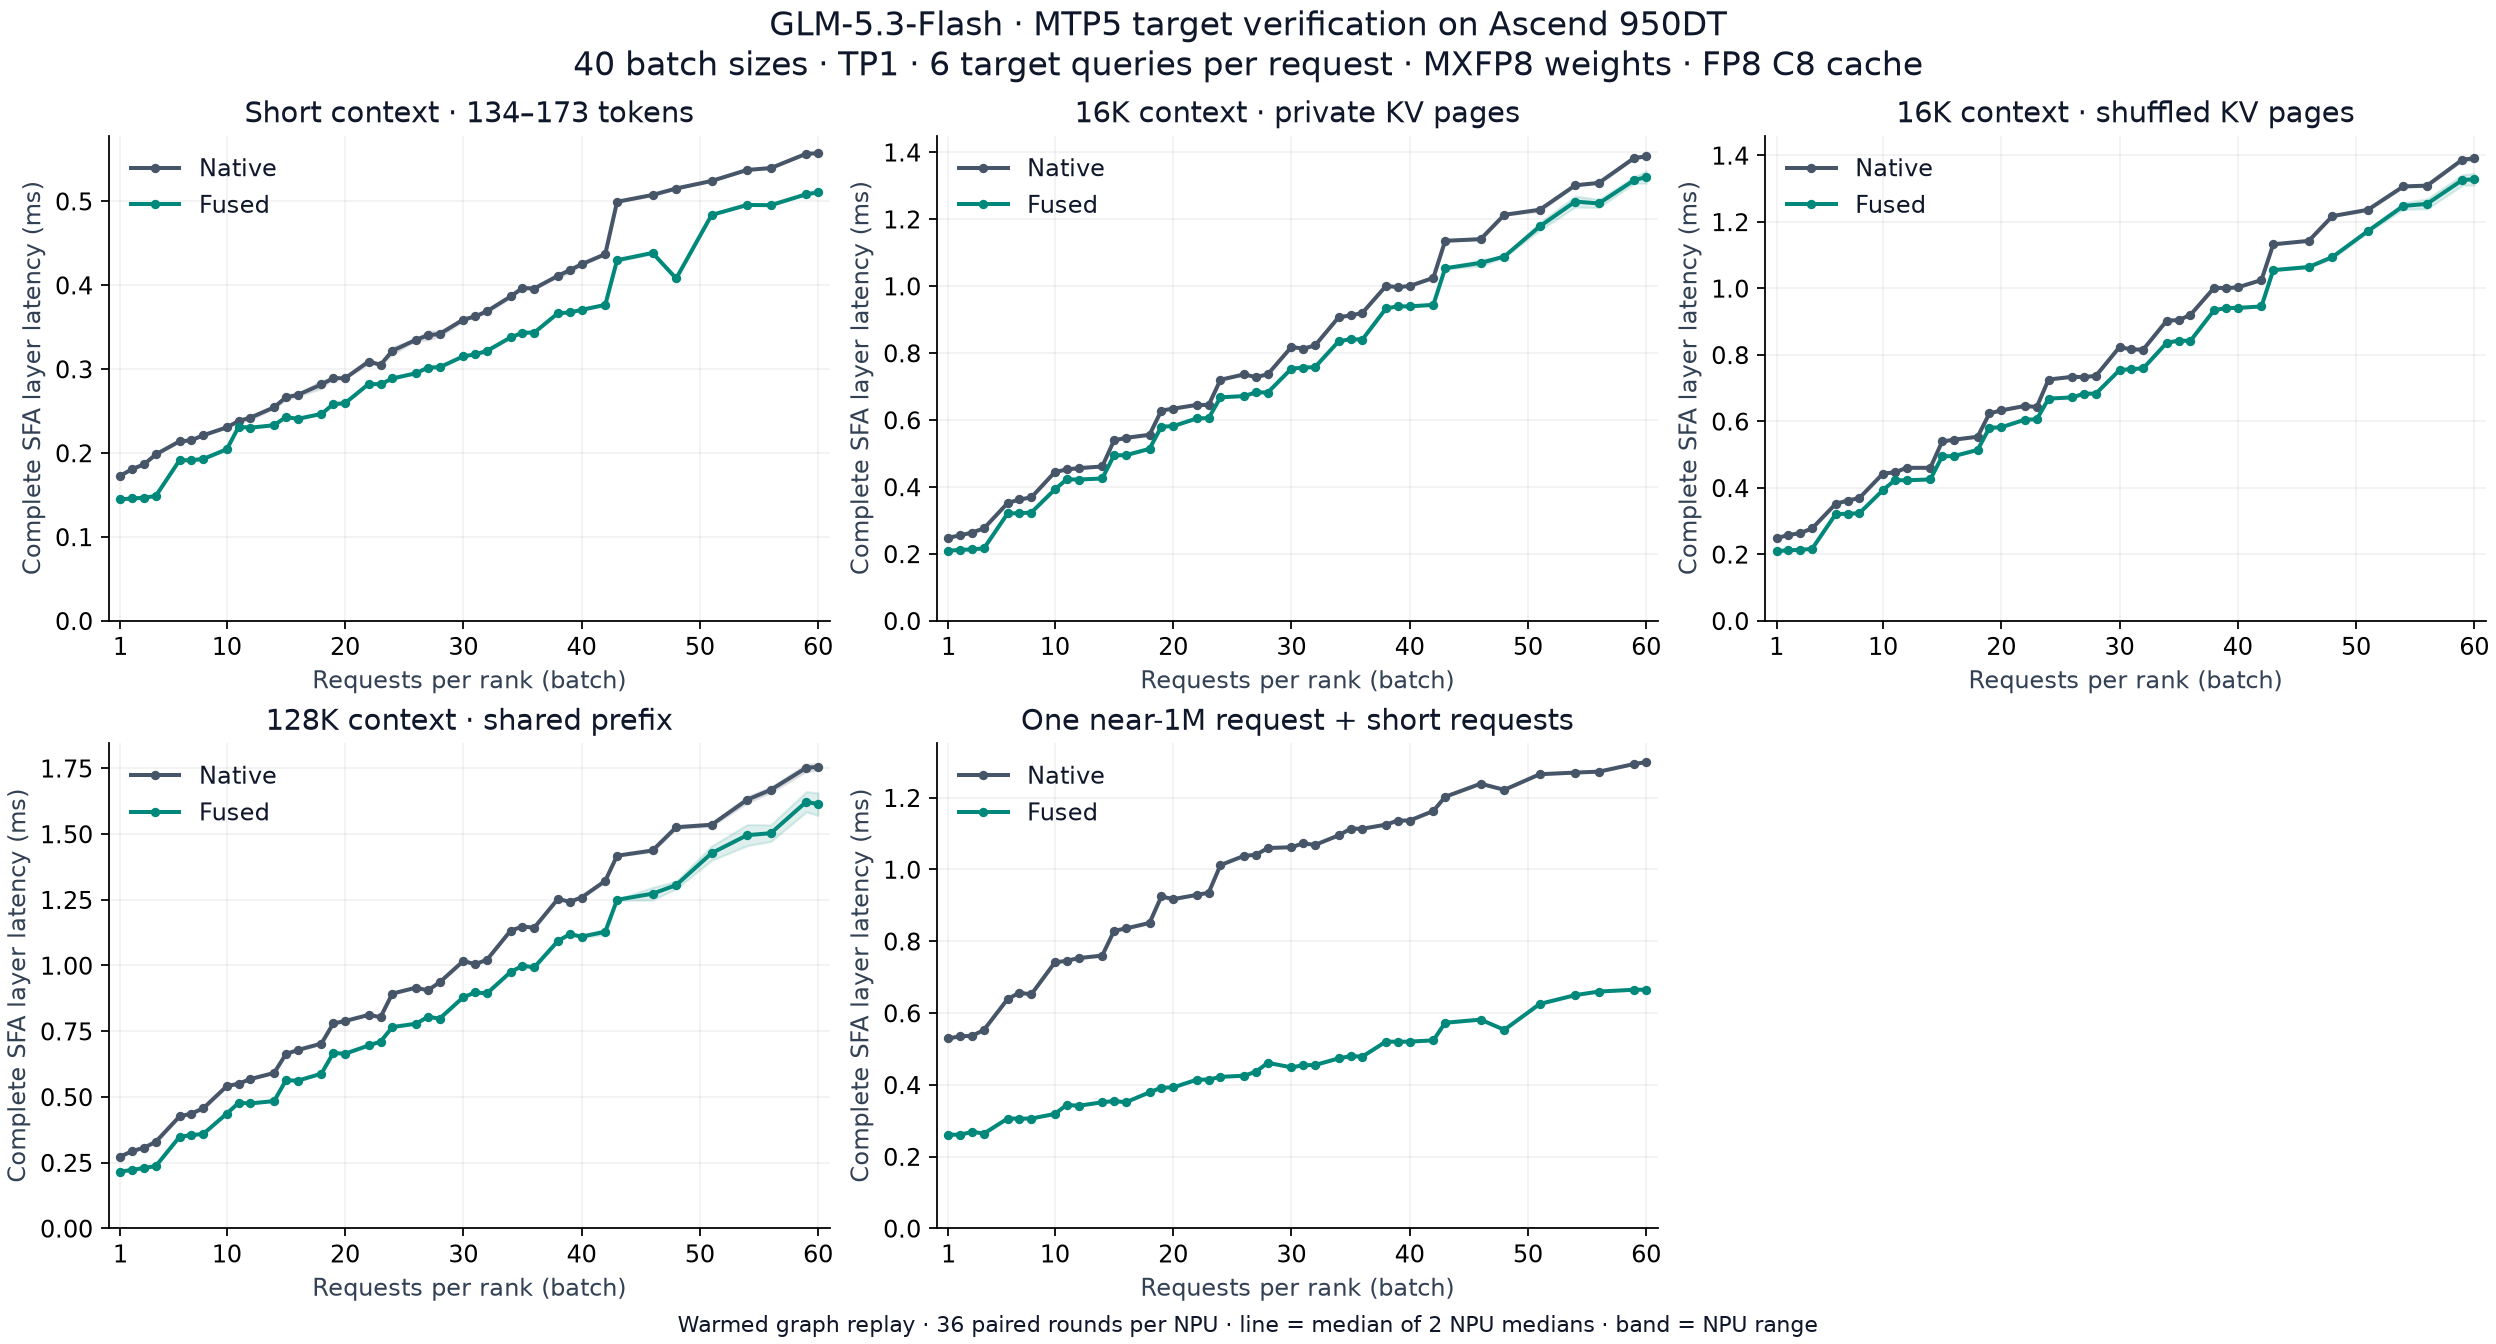 GLM-5.3-Flash · MTP5 target verification on Ascend 950DT
40 batch sizes · TP1 · 6 target queries per request · MXFP8 weights · FP8 C8 cache
Short context · 134–173 tokens
Native
Fused
Complete SFA layer latency (ms)
0.5
0.4
0.3
0.2
0.1
0.0
1 10 20 30 40 50 60
Requests per rank (batch)
16K context · private KV pages
Native
Fused
Complete SFA layer latency (ms)
1.4
1.2
1.0
0.8
0.6
0.4
0.2
0.0
1 10 20 30 40 50 60
Requests per rank (batch)
16K context · shuffled KV pages
Native
Fused
Complete SFA layer latency (ms)
1.4
1.2
1.0
0.8
0.6
0.4
0.2
0.0
1 10 20 30 40 50 60
Requests per rank (batch)
128K context · shared prefix
Native
Fused
Complete SFA layer latency (ms)
1.75
1.50
1.25
1.00
0.75
0.50
0.25
0.00
1 10 20 30 40 50 60
Requests per rank (batch)
One near-1M request + short requests
Native
Fused
Complete SFA layer latency (ms)
1.2
1.0
0.8
0.6
0.4
0.2
0.0
1 10 20 30 40 50 60
Requests per rank (batch)
Warmed graph replay · 36 paired rounds per NPU · line = median of 2 NPU medians · band = NPU range